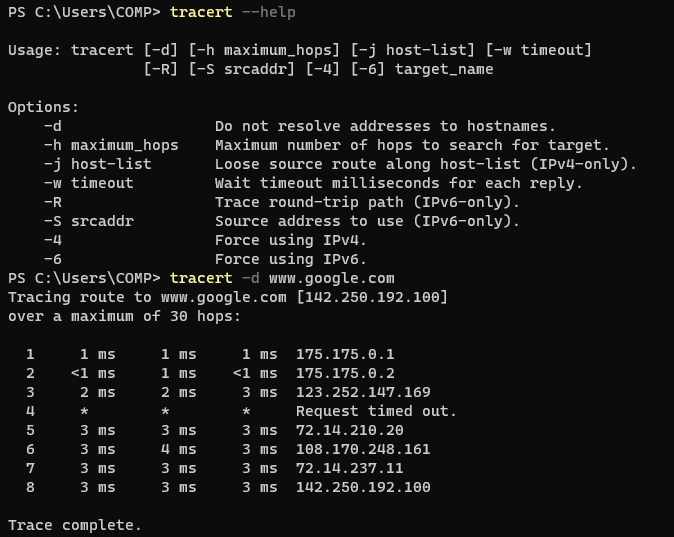 PS C:\Users\COMP> tracert --help
Usage: tracert [-d] [-h maximum_hops] [-j host-list] [-w timeout]
               [-R] [-S srcaddr] [-4] [-6] target_name
Options:
    -d                 Do not resolve addresses to hostnames.
    -h maximum_hops    Maximum number of hops to search for target.
    -j host-list       Loose source route along host-list (IPv4-only).
    -w timeout         Wait timeout milliseconds for each reply.
    -R                 Trace round-trip path (IPv6-only).
    -S srcaddr         Source address to use (IPv6-only).
    -4                 Force using IPv4.
    -6                 Force using IPv6.
PS C:\Users\COMP> tracert -d www.google.com
Tracing route to www.google.com [142.250.192.100]
over a maximum of 30 hops:
  1     1 ms     1 ms     1 ms  175.175.0.1
  2    <1 ms     1 ms    <1 ms  175.175.0.2
  3     2 ms     2 ms     3 ms  123.252.147.169
  4     *        *        *     Request timed out.
  5     3 ms     3 ms     3 ms  72.14.210.20
  6     3 ms     4 ms     3 ms  108.170.248.161
  7     3 ms     3 ms     3 ms  72.14.237.11
  8     3 ms     3 ms     3 ms  142.250.192.100
Trace complete.